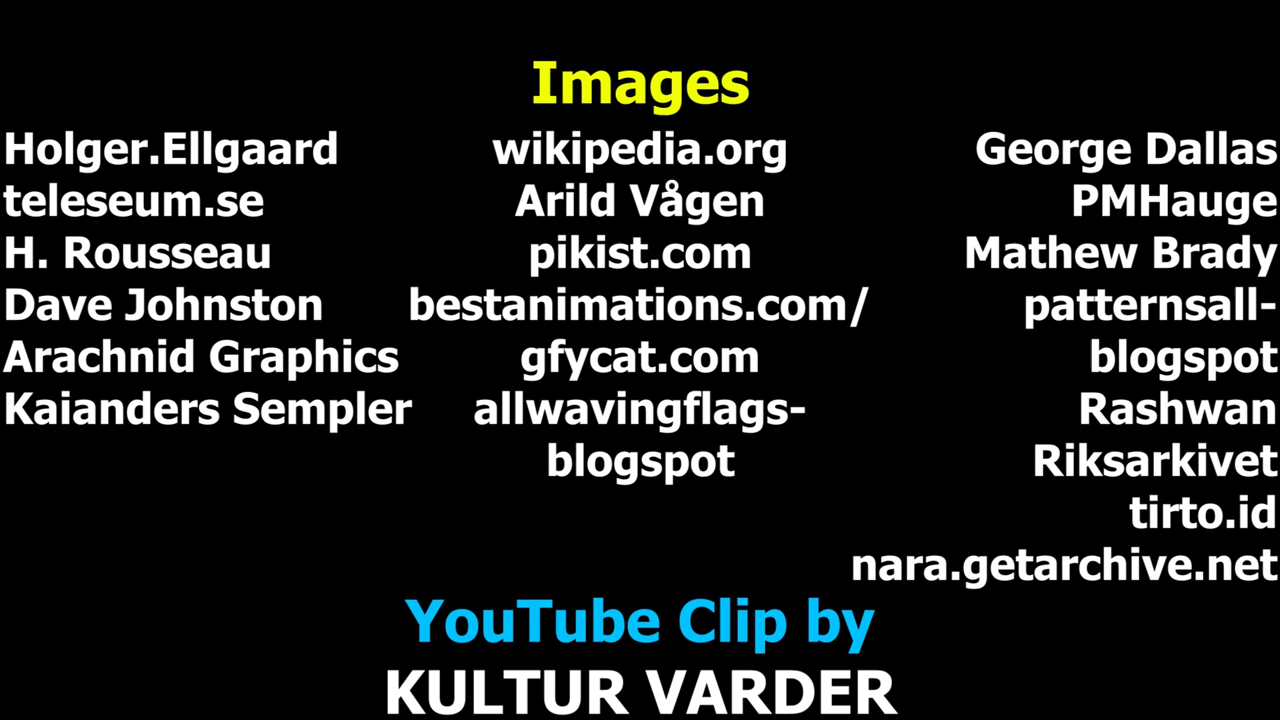 Images
Holger.Ellgaard
teleseum.se
H. Rousseau
Dave Johnston
Arachnid Graphics
Kaianders Sempler
wikipedia.org
Arild Vågen
pikist.com
bestanimations.com/
gfycat.com
allwavingflags-
blogspot
George Dallas
PMHauge
Mathew Brady
patternsall-
blogspot
Rashwan
Riksarkivet
tirto.id
nara.getarchive.net
YouTube Clip by
KULTUR VARDER